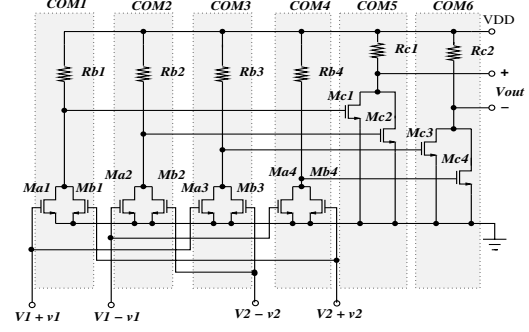 COM1 COM2 COM3 COM4 COM5 COM6
VDD
Rb1 Rb2 Rb3 Rb4 Rc1 Rc2
+
Vout
−
Mc1
Mc2
Mc3
Mc4
Ma1 Mb1 Ma2 Mb2 Ma3 Mb3 Ma4 Mb4
V1+v1 V1−v1 V2−v2 V2+v2